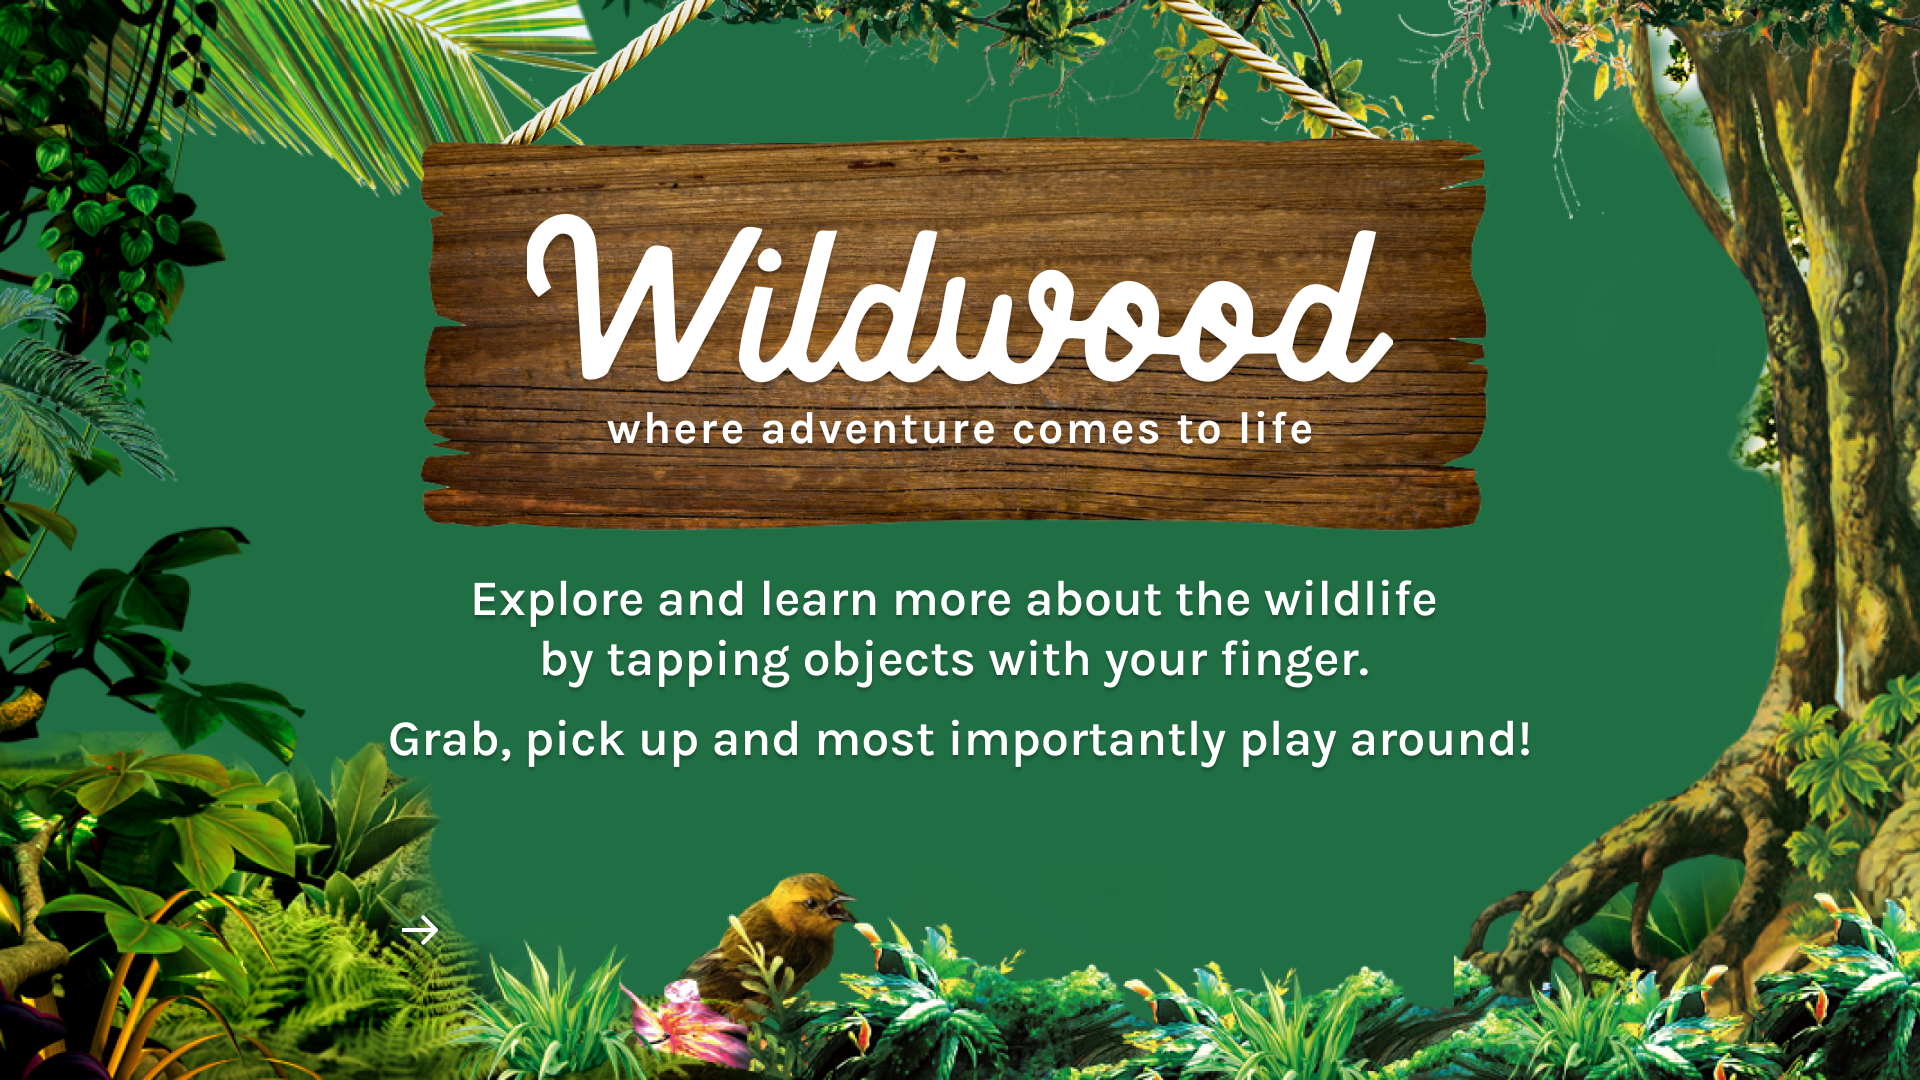 Wildwood
where adventure comes to life
Explore and learn more about the wildlife
by tapping objects with your finger.
Grab, pick up and most importantly play around!